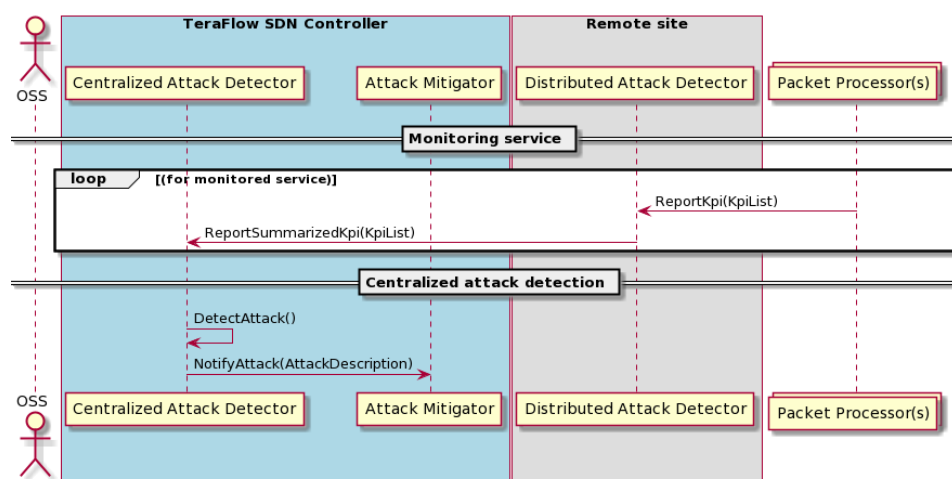 TeraFlow SDN Controller
Remote site
OSS
Centralized Attack Detector
Attack Mitigator
Distributed Attack Detector
Packet Processor(s)
Monitoring service
loop
[(for monitored service)]
ReportKpi(KpiList)
ReportSummarizedKpi(KpiList)
Centralized attack detection
DetectAttack()
NotifyAttack(AttackDescription)
OSS
Centralized Attack Detector
Attack Mitigator
Distributed Attack Detector
Packet Processor(s)